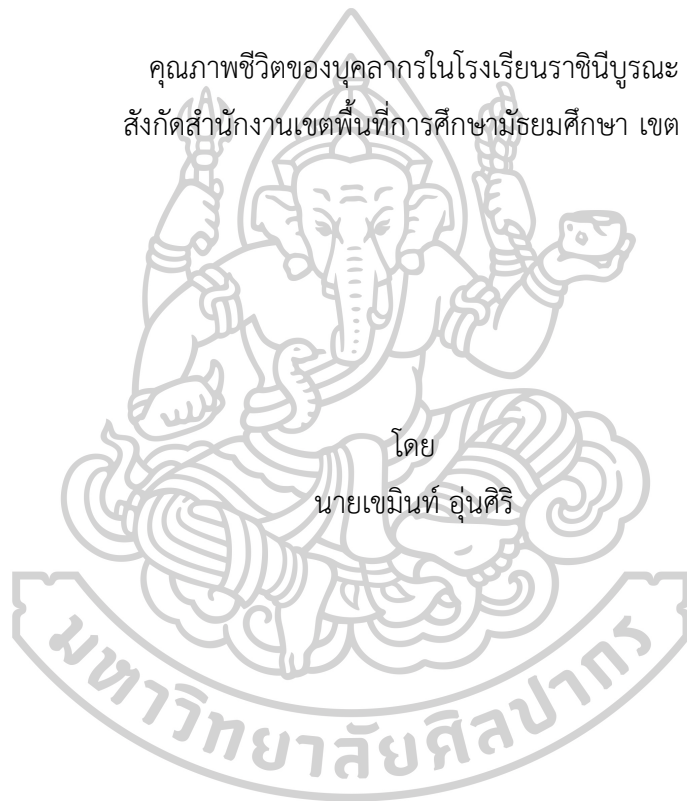 คุณภาพชีวิตของบุคลากรในโรงเรียนราชินีบูรณะ
สังกัดสำนักงานเขตพื้นที่การศึกษามัธยมศึกษา เขต
โดย
นายเขมินท์ อุ่นศิริ
มหาวิทยาลัยศิลปากร